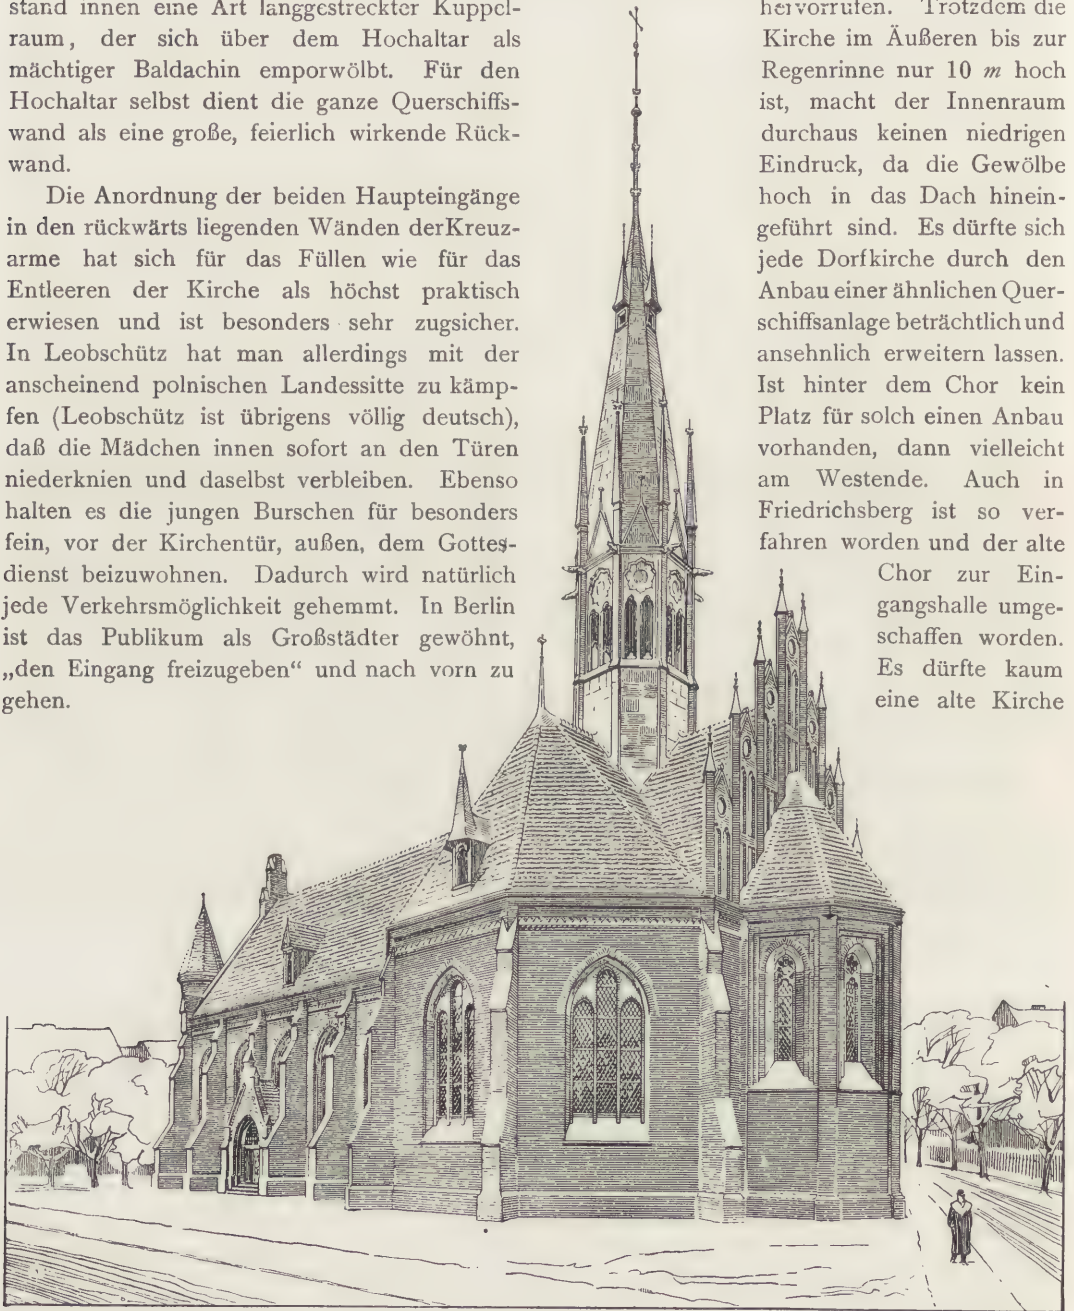 stand innen eine Art langgestreckter Kuppel-
raum, der sich über dem Hochaltar als
mächtiger Baldachin emporwölbt. Für den
Hochaltar selbst dient die ganze Querschiffs-
wand als eine große, feierlich wirkende Rück-
wand.
Die Anordnung der beiden Haupteingänge
in den rückwärts liegenden Wänden derKreuz-
arme hat sich für das Füllen wie für das
Entleeren der Kirche als höchst praktisch
erwiesen und ist besonders sehr zugsicher.
In Leobschütz hat man allerdings mit der
anscheinend polnischen Landessitte zu kämp-
fen (Leobschütz ist übrigens völlig deutsch),
daß die Mädchen innen sofort an den Türen
niederknien und daselbst verbleiben. Ebenso
halten es die jungen Burschen für besonders
fein, vor der Kirchentür, außen, dem Gottes-
dienst beizuwohnen. Dadurch wird natürlich
jede Verkehrsmöglichkeit gehemmt. In Berlin
ist das Publikum als Großstädter gewöhnt,
„den Eingang freizugeben“ und nach vorn zu
gehen.
hervorrufen. Trotzdem die
Kirche im Äußeren bis zur
Regenrinne nur 10 m hoch
ist, macht der Innenraum
durchaus keinen niedrigen
Eindruck, da die Gewölbe
hoch in das Dach hinein-
geführt sind. Es dürfte sich
jede Dorfkirche durch den
Anbau einer ähnlichen Quer-
schiffsanlage beträchtlich und
ansehnlich erweitern lassen.
Ist hinter dem Chor kein
Platz für solch einen Anbau
vorhanden, dann vielleicht
am Westende. Auch in
Friedrichsberg ist so ver-
fahren worden und der alte
Chor zur Ein-
gangshalle umge-
schaffen worden.
Es dürfte kaum
eine alte Kirche